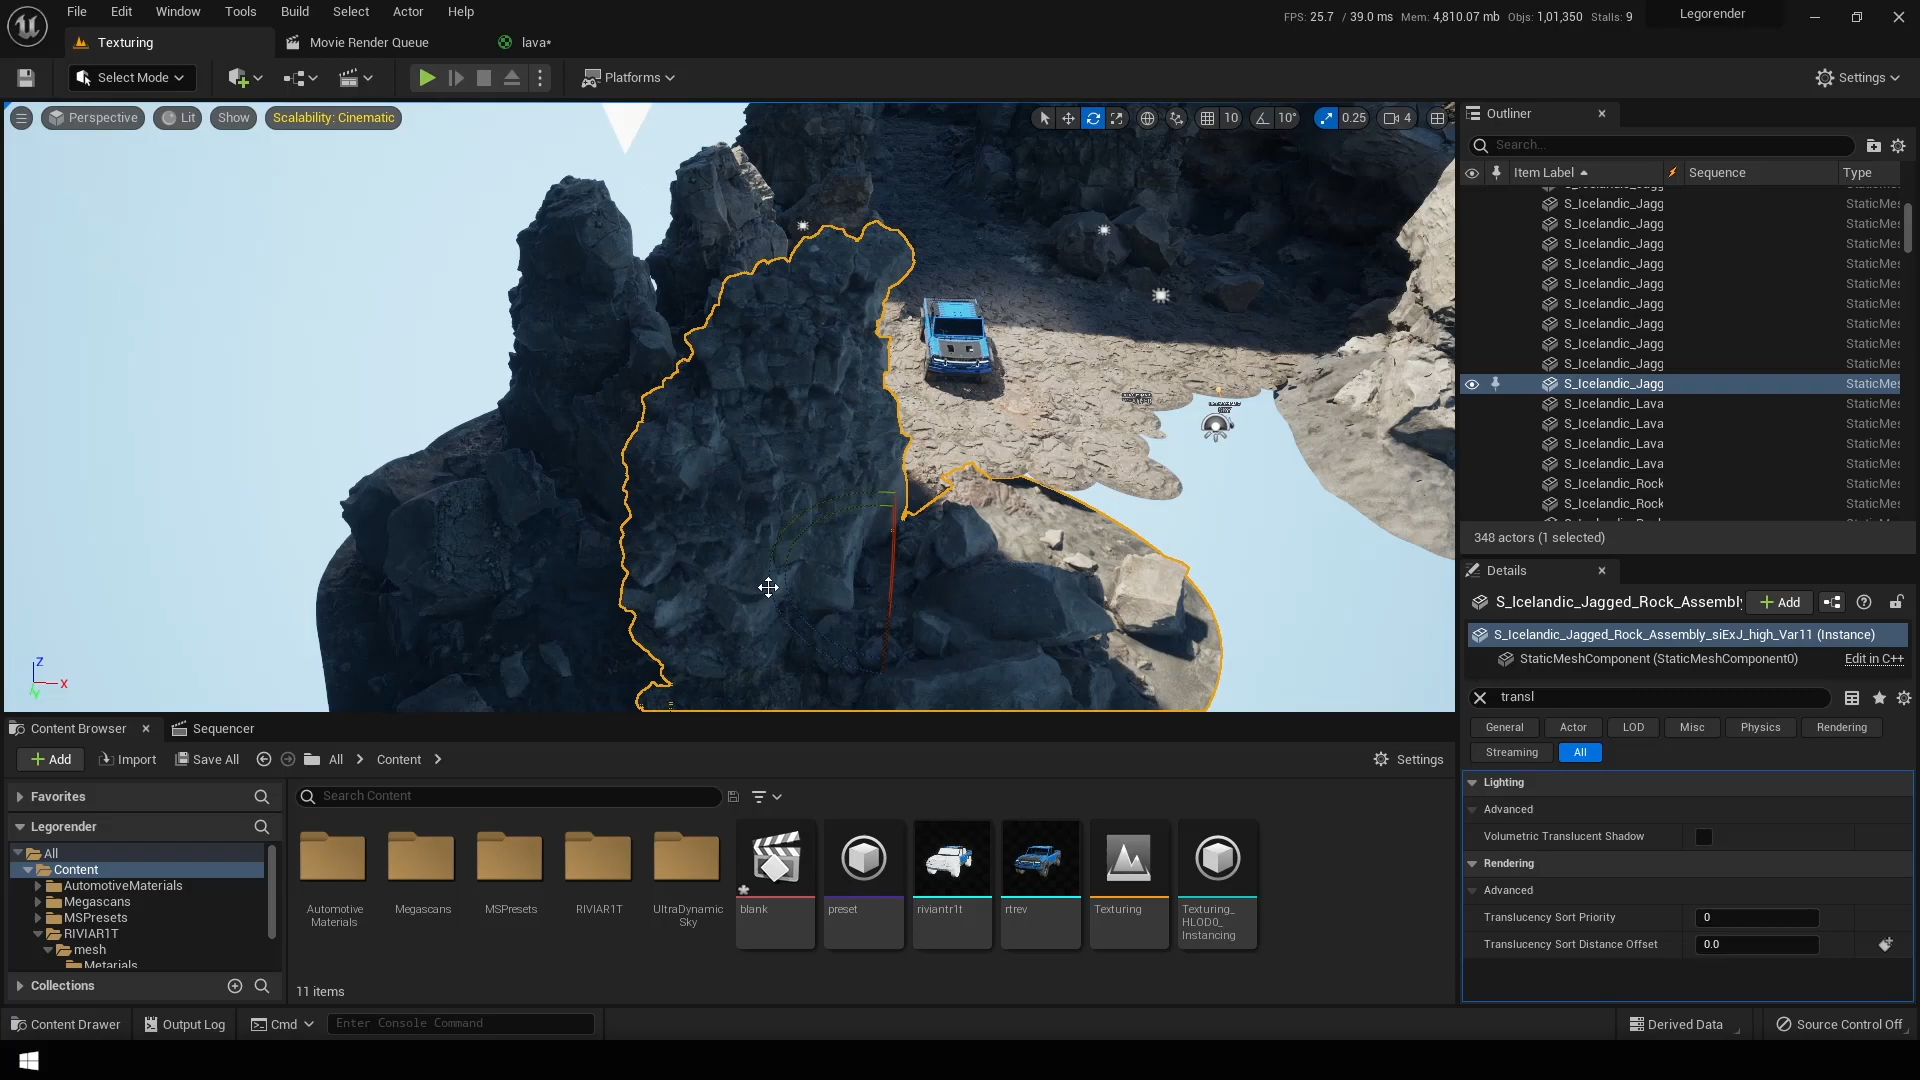 File Edit Window Tools Build Select Actor Help
FPS: 25.7 / 39.0 ms Mem: 4,810.07 mb Objs: 1,01,350 Stalls: 9
Legorender
Texturing
Movie Render Queue
lava*
Select Mode
Platforms
Settings
Perspective
Lit
Show
Scalability: Cinematic
10
10°
0.25
4
Z
X
Y
Outliner
Search...
Item Label
Sequence
Type
S_Icelandic_Jagg StaticMes
S_Icelandic_Jagg StaticMes
S_Icelandic_Jagg StaticMes
S_Icelandic_Jagg StaticMes
S_Icelandic_Jagg StaticMes
S_Icelandic_Jagg StaticMes
S_Icelandic_Jagg StaticMes
S_Icelandic_Jagg StaticMes
S_Icelandic_Jagg StaticMes
S_Icelandic_Jagg StaticMes
S_Icelandic_Lava StaticMes
S_Icelandic_Lava StaticMes
S_Icelandic_Lava StaticMes
S_Icelandic_Lava StaticMes
S_Icelandic_Rock StaticMes
S_Icelandic_Rock StaticMes
348 actors (1 selected)
Details
S_Icelandic_Jagged_Rock_Assembly
Add
S_Icelandic_Jagged_Rock_Assembly_siExJ_high_Var11 (Instance)
StaticMeshComponent (StaticMeshComponent0)
Edit in C++
transl
General Actor LOD Misc Physics Rendering
Streaming All
Lighting
Advanced
Volumetric Translucent Shadow
Rendering
Advanced
Translucency Sort Priority 0
Translucency Sort Distance Offset 0.0
Content Browser
Sequencer
Add
Import
Save All
All
Content
Settings
Favorites
Legorender
All
Content
AutomotiveMaterials
Megascans
MSPresets
RIVIAR1T
mesh
Metarials
Collections
Search Content
Automotive
Materials
Megascans
MSPresets
RIVIAR1T
UltraDynamic
Sky
blank
preset
riviantr1t
rtrev
Texturing
Texturing_
HLOD0_
Instancing
11 items
Content Drawer
Output Log
Cmd
Enter Console Command
Derived Data
Source Control Off